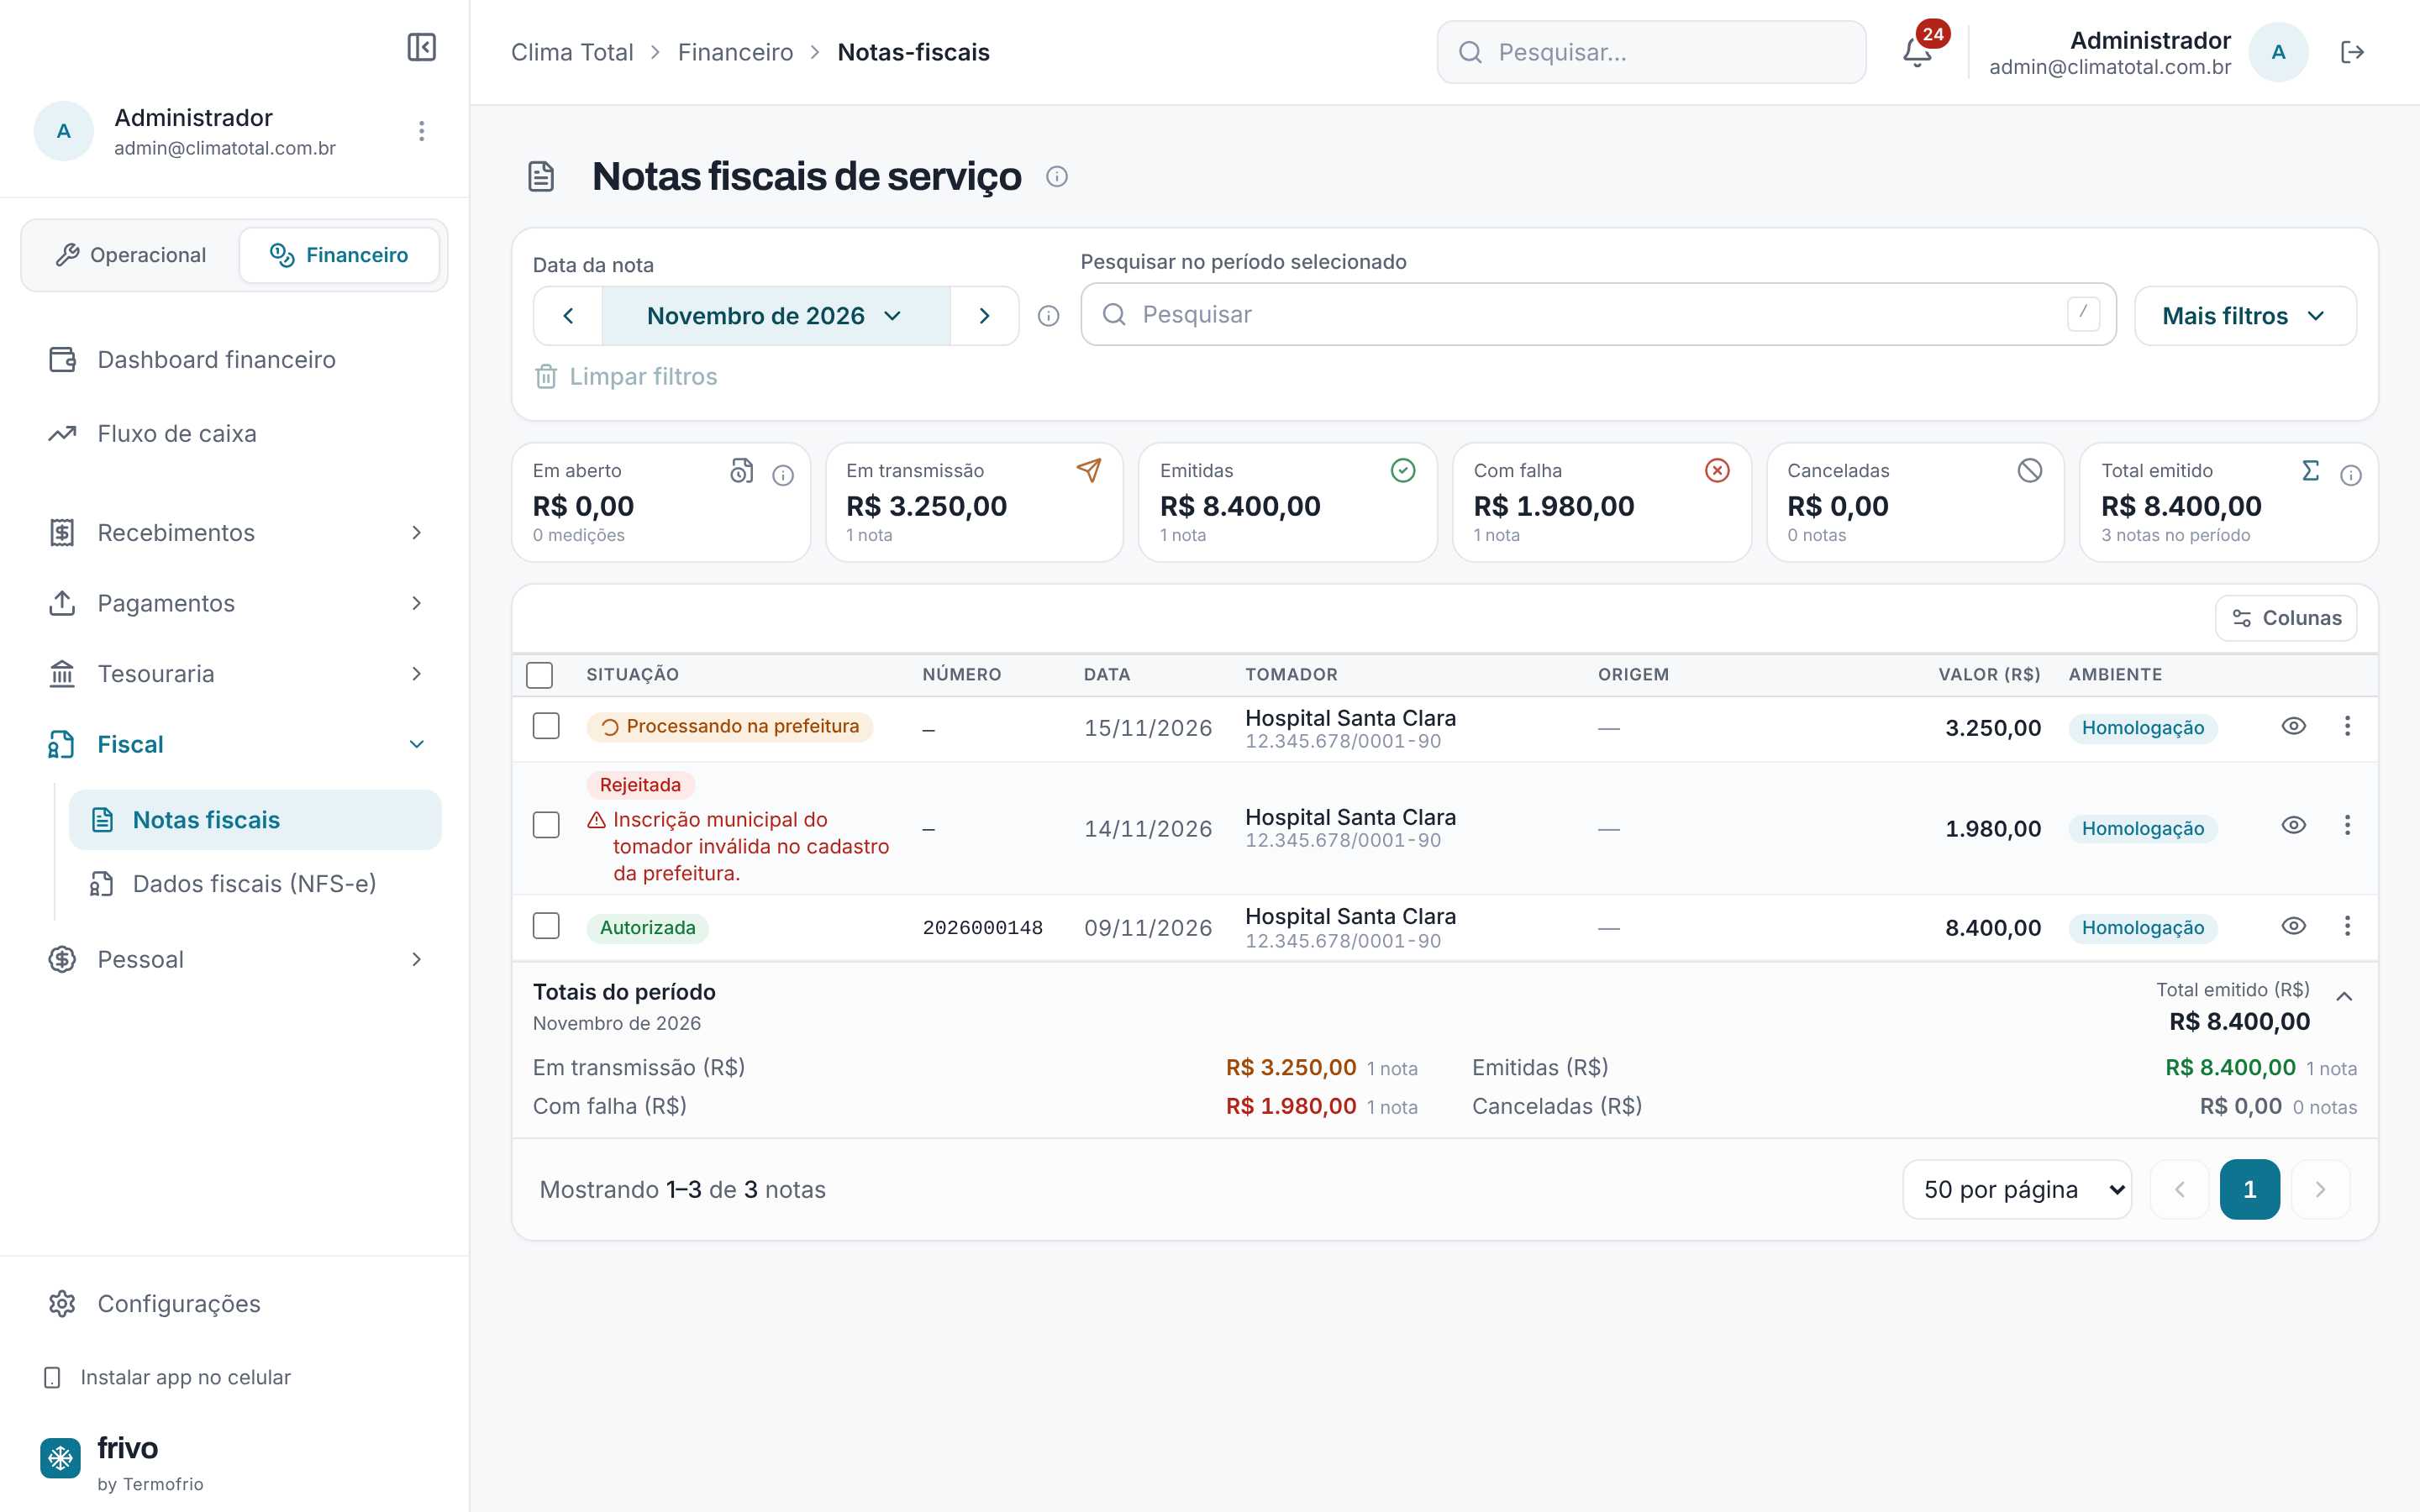 Clima Total > Financeiro > Notas-fiscais
Pesquisar...
24
Administrador
admin@climatotal.com.br
A
A
Administrador
admin@climatotal.com.br
Operacional
Financeiro
Dashboard financeiro
Fluxo de caixa
Recebimentos
Pagamentos
Tesouraria
Fiscal
Notas fiscais
Dados fiscais (NFS-e)
Pessoal
Configurações
Instalar app no celular
frivo
by Termofrio
Notas fiscais de serviço
Data da nota
Novembro de 2026
Pesquisar no período selecionado
Pesquisar
/
Mais filtros
Limpar filtros
Em aberto
R$ 0,00
0 medições
Em transmissão
R$ 3.250,00
1 nota
Emitidas
R$ 8.400,00
1 nota
Com falha
R$ 1.980,00
1 nota
Canceladas
R$ 0,00
0 notas
Total emitido
R$ 8.400,00
3 notas no período
Colunas
SITUAÇÃO NÚMERO DATA TOMADOR ORIGEM VALOR (R$) AMBIENTE
Processando na prefeitura – 15/11/2026 Hospital Santa Clara — 3.250,00 Homologação
12.345.678/0001-90
Rejeitada
Inscrição municipal do
tomador inválida no cadastro
da prefeitura.
– 14/11/2026 Hospital Santa Clara — 1.980,00 Homologação
12.345.678/0001-90
Autorizada 2026000148 09/11/2026 Hospital Santa Clara — 8.400,00 Homologação
12.345.678/0001-90
Totais do período
Novembro de 2026
Total emitido (R$)
R$ 8.400,00
Em transmissão (R$) R$ 3.250,00 1 nota
Emitidas (R$) R$ 8.400,00 1 nota
Com falha (R$) R$ 1.980,00 1 nota
Canceladas (R$) R$ 0,00 0 notas
Mostrando 1–3 de 3 notas
50 por página
1